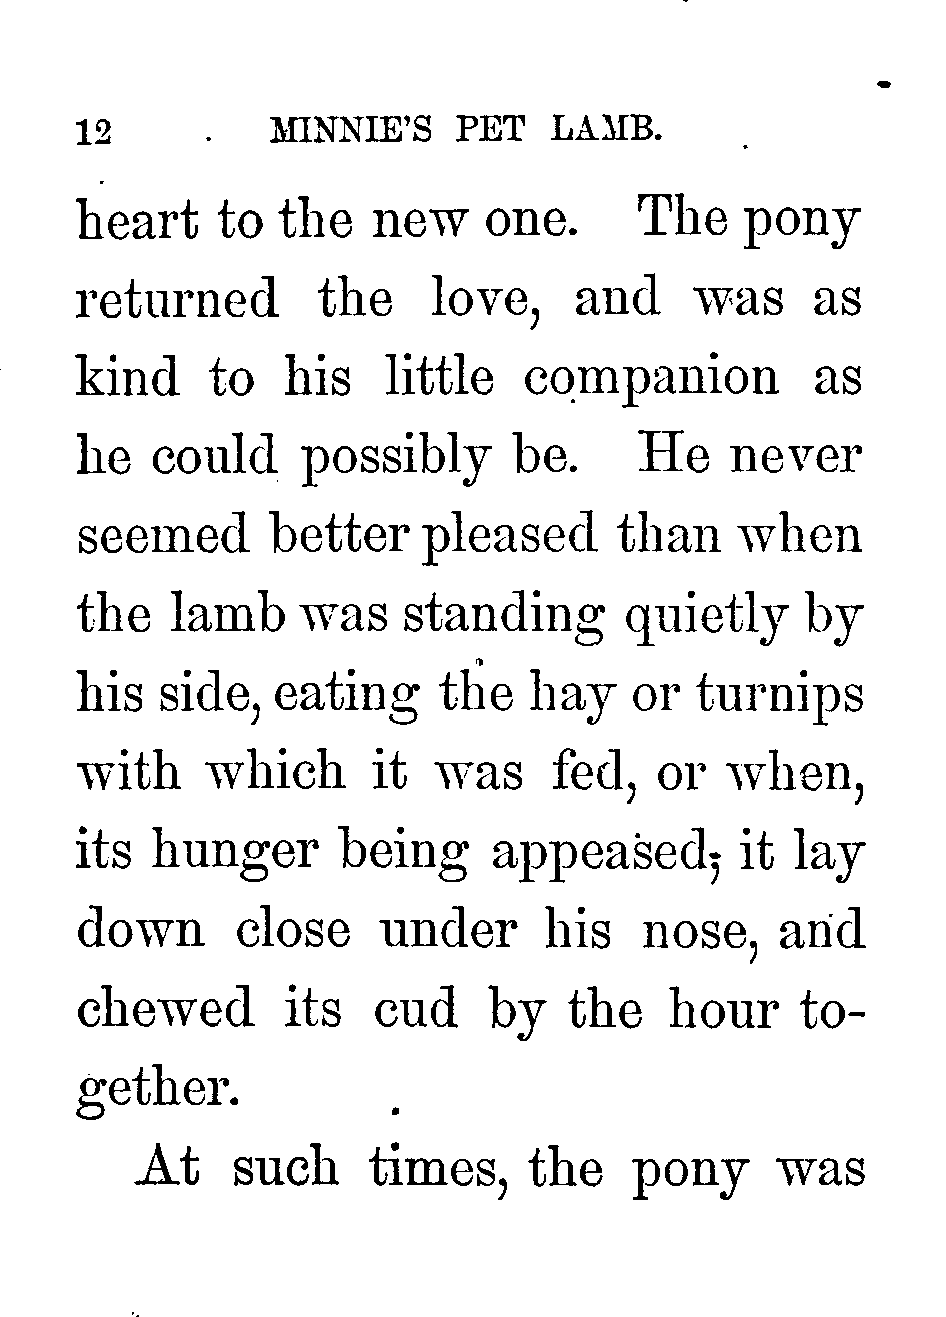 12 MINNIE'S PET LAMB.
heart to the new one. The pony
returned the love, and was as
kind to his little companion as
he could possibly be. He never
seemed better pleased than when
the lamb was standing quietly by
his side, eating the hay or turnips
with which it was fed, or when,
its hunger being appeased, it lay
down close under his nose, and
chewed its cud by the hour to-
gether.
At such times, the pony was